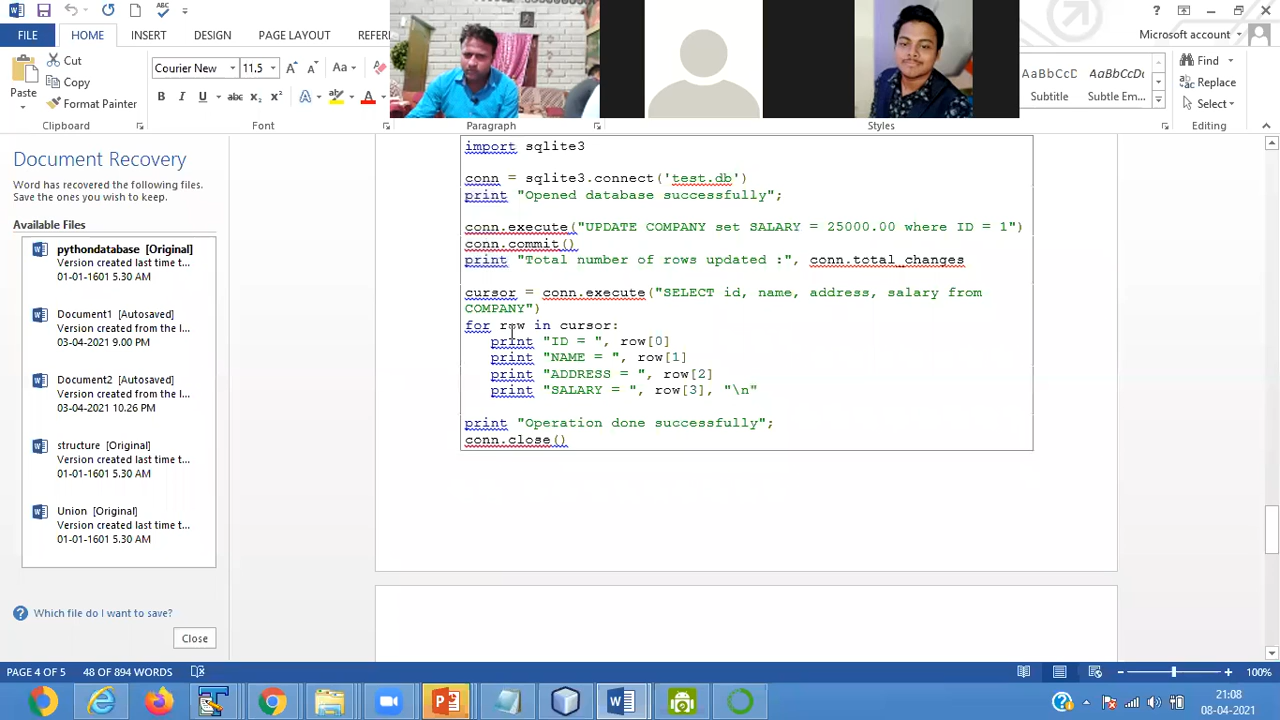 ?
FILE
HOME
INSERT
DESIGN
PAGE LAYOUT
REFERI
Microsoft account
Cut
Copy
Format Painter
Paste
Clipboard
Courier New
11.5
Aa
B I U abc x₂ x²
A
Font
Paragraph
AaBbCcD
Subtitle
AaBbCcD
Subtle Em...
Styles
Find
Replace
Select
Editing
Document Recovery
Word has recovered the following files.
Save the ones you wish to keep.
Available Files
pythondatabase [Original]
Version created last time t...
01-01-1601 5.30 AM
Document1 [Autosaved]
Version created from the l...
03-04-2021 9.00 PM
Document2 [Autosaved]
Version created from the l...
03-04-2021 10.26 PM
structure [Original]
Version created last time t...
01-01-1601 5.30 AM
Union [Original]
Version created last time t...
01-01-1601 5.30 AM
Which file do I want to save?
Close
import sqlite3
conn = sqlite3.connect('test.db')
print "Opened database successfully";
conn.execute("UPDATE COMPANY set SALARY = 25000.00 where ID = 1")
conn.commit()
print "Total number of rows updated :", conn.total_changes
cursor = conn.execute("SELECT id, name, address, salary from
COMPANY")
for row in cursor:
print "ID = ", row[0]
print "NAME = ", row[1]
print "ADDRESS = ", row[2]
print "SALARY = ", row[3], "\n"
print "Operation done successfully";
conn.close()
PAGE 4 OF 5
48 OF 894 WORDS
100%
21:08
08-04-2021